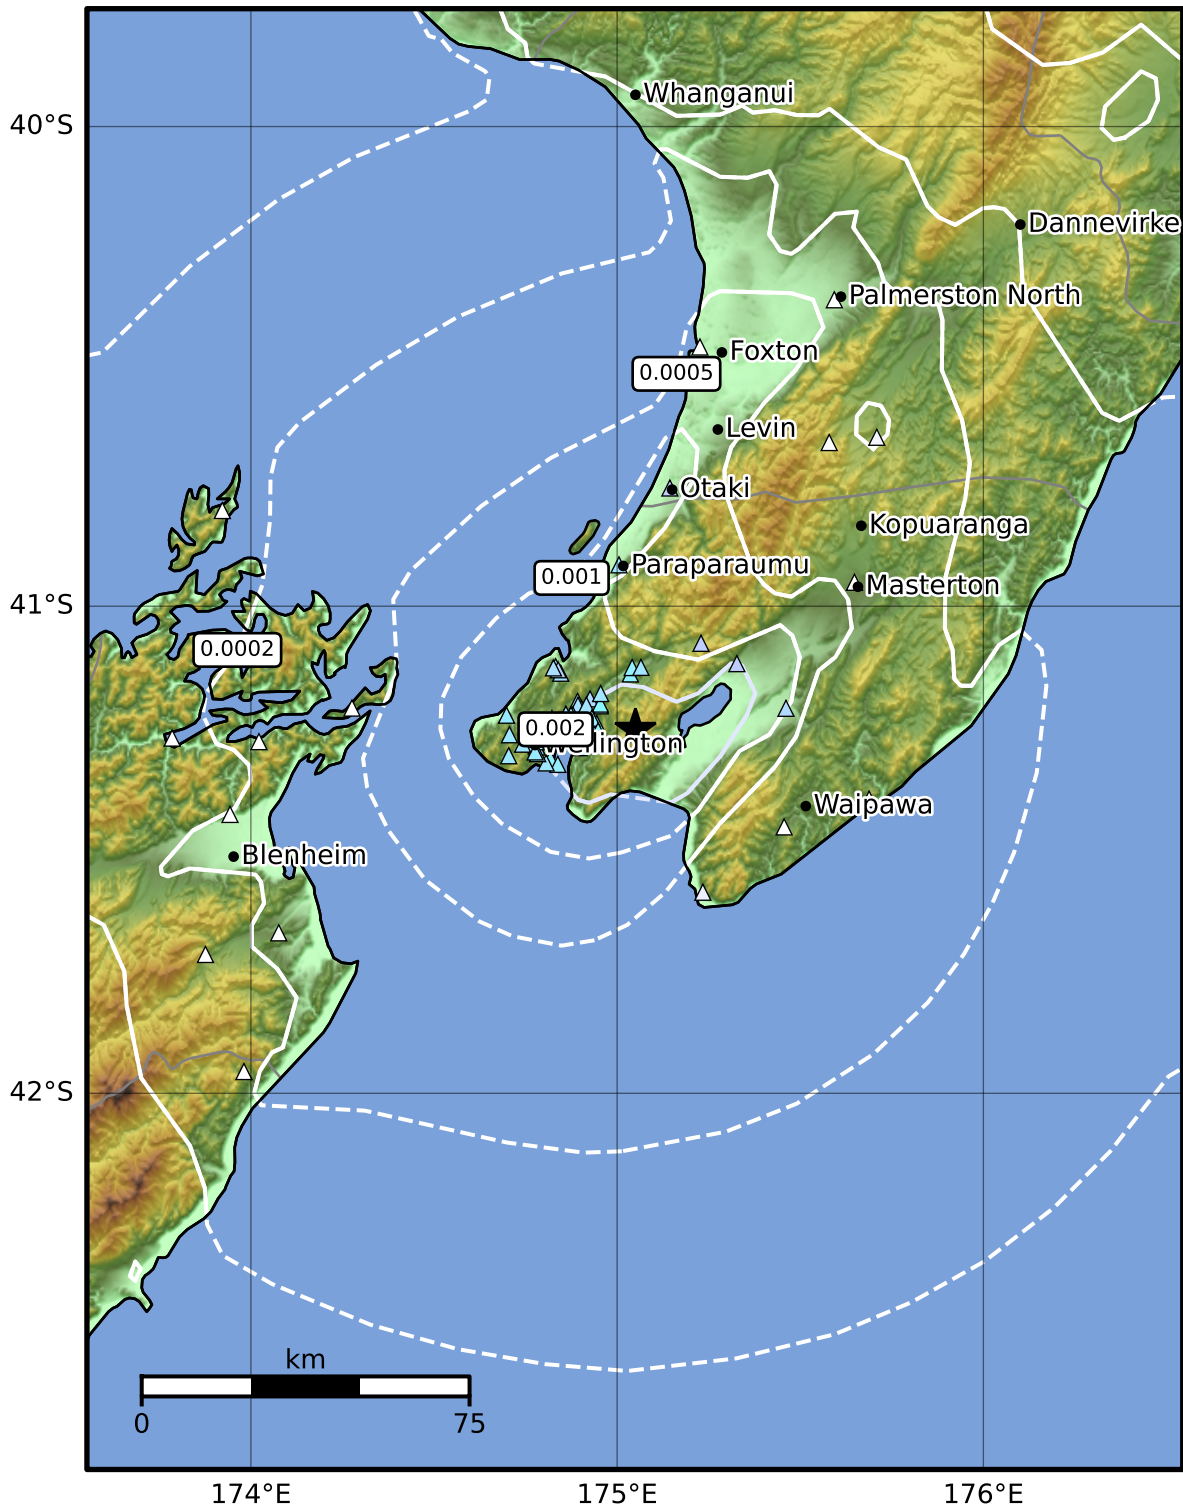 Whanganui
40°S
Dannevirke
Palmerston North
Foxton
0.0005
Levin
Otaki
Kopuaranga
Paraparaumu
0.001
Masterton
41°S
0.0002
0.002
Wellington
Waipawa
Blenheim
42°S
km
0 75
174°E 175°E 176°E